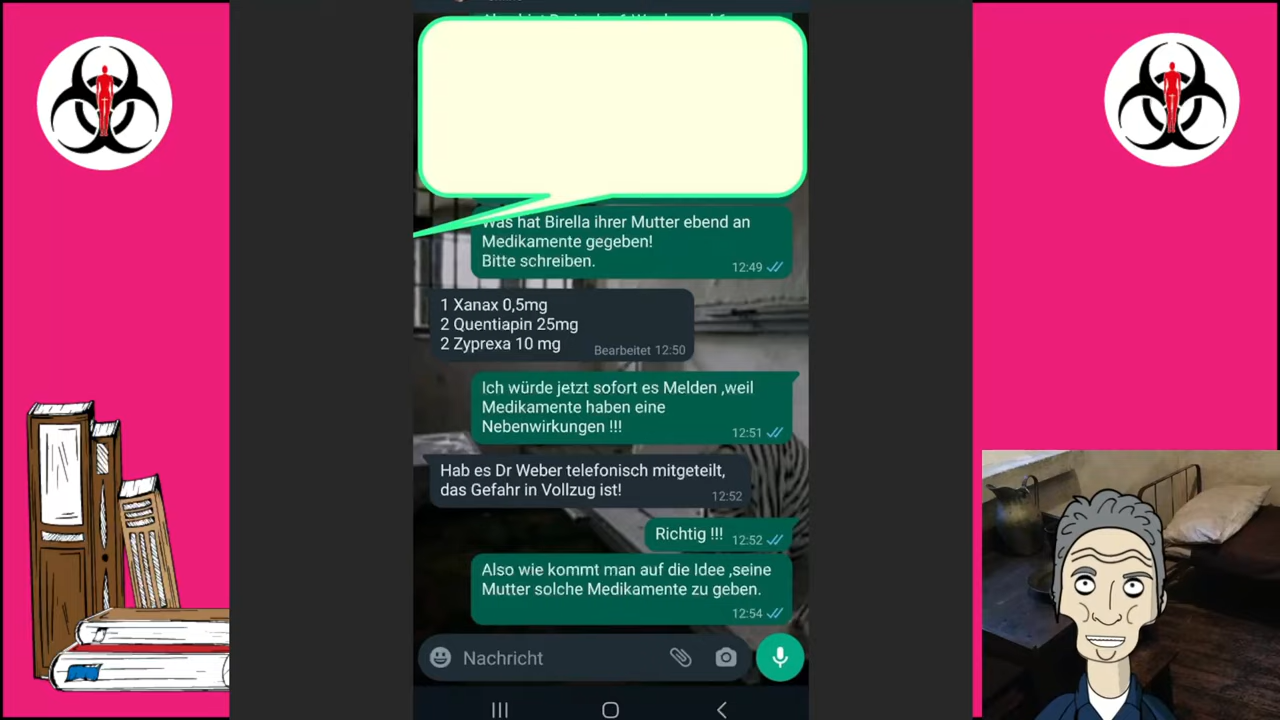 Was hat Birella ihrer Mutter ebend an
Medikamente gegeben!
Bitte schreiben.
12:49
1 Xanax 0,5mg
2 Quentiapin 25mg
2 Zyprexa 10 mg
Bearbeitet 12:50
Ich würde jetzt sofort es Melden ,weil
Medikamente haben eine
Nebenwirkungen !!!
12:51
Hab es Dr Weber telefonisch mitgeteilt,
das Gefahr in Vollzug ist!
12:52
Richtig !!! 12:52
Also wie kommt man auf die Idee ,seine
Mutter solche Medikamente zu geben.
12:54
Nachricht